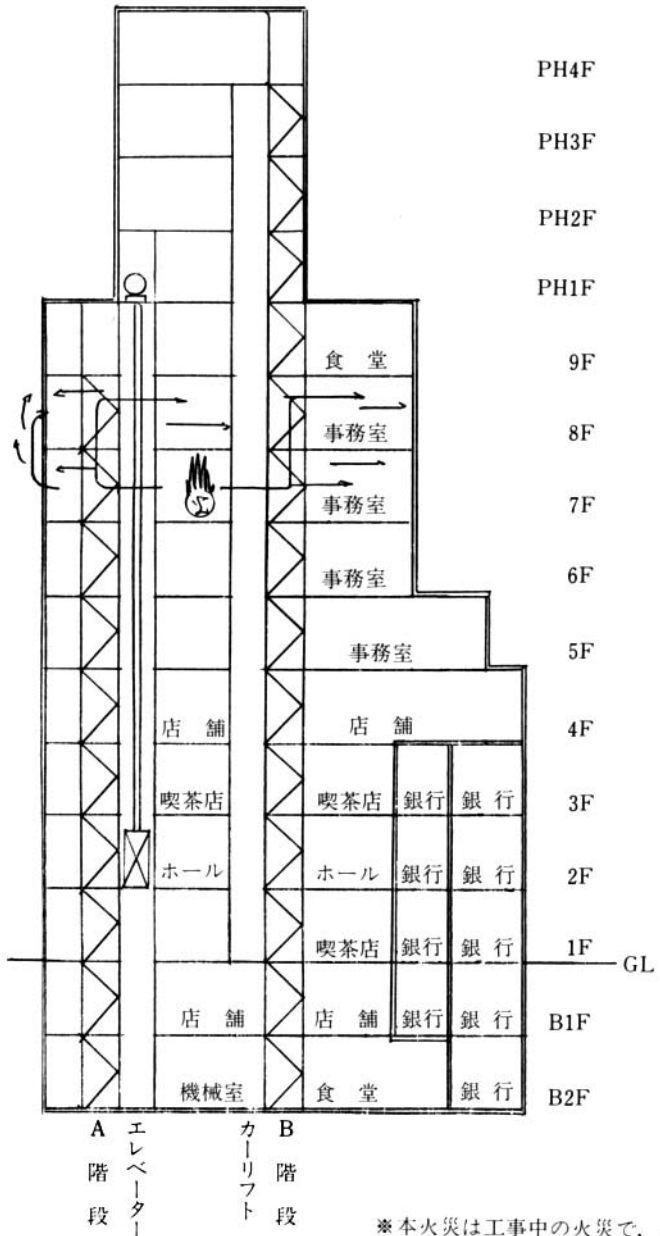 PH4F
PH3F
PH2F
PH1F
食堂 9F
事務室 8F
事務室 7F
事務室 6F
事務室 5F
店舗 店舗 4F
喫茶店 喫茶店 銀行 銀行 3F
ホール ホール 銀行 銀行 2F
喫茶店 銀行 銀行 1F
GL
店舗 店舗 銀行 銀行 B1F
機械室 食堂 銀行 B2F
A階段
エレベーター
カーリフト
B階段
※本火災は工事中の火災で,